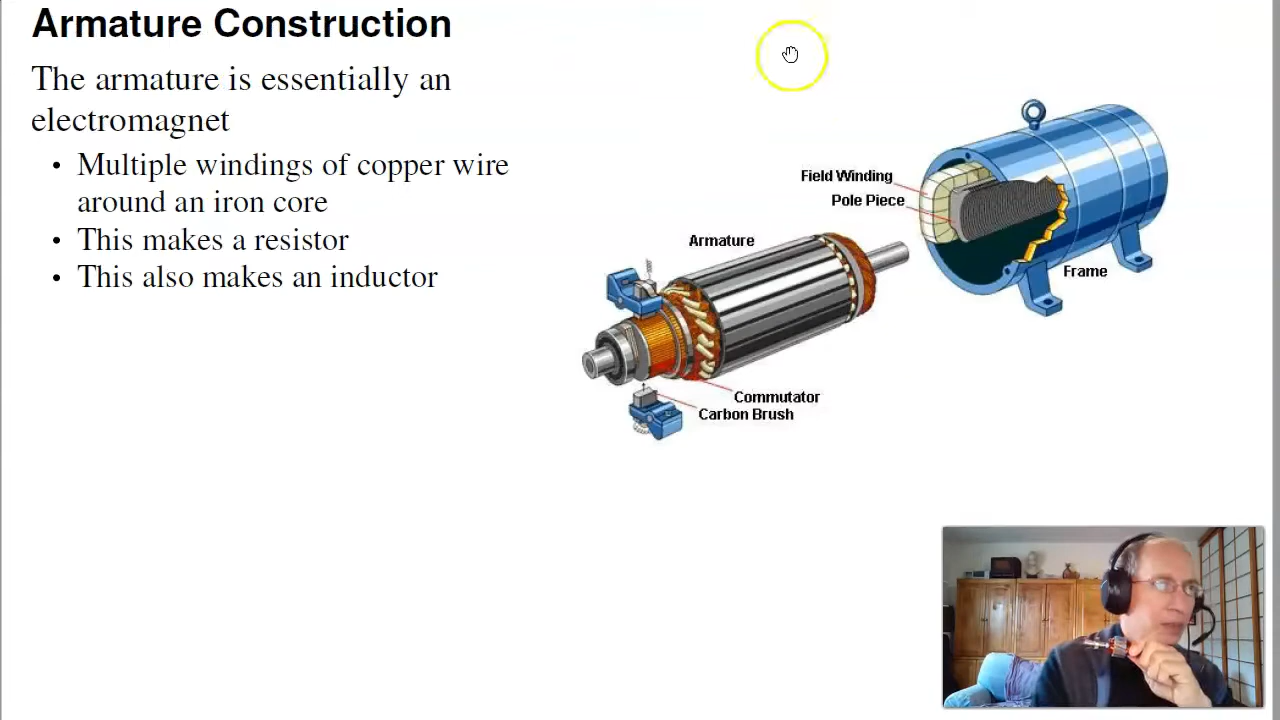 Armature Construction
The armature is essentially an
electromagnet
• Multiple windings of copper wire
around an iron core
• This makes a resistor
• This also makes an inductor
Field Winding
Pole Piece
Armature
Frame
Commutator
Carbon Brush